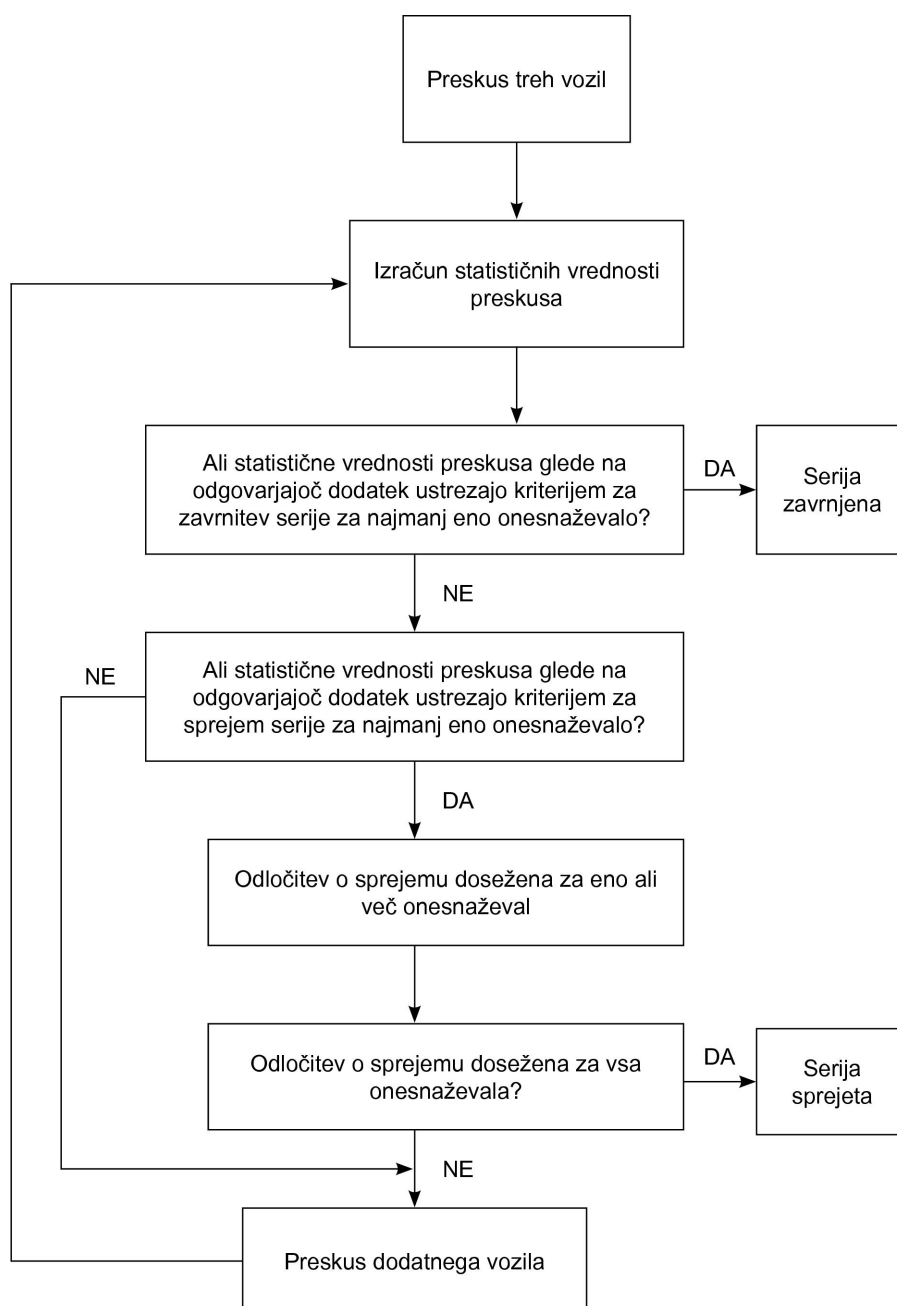 Preskus treh vozil
Izračun statističnih vrednosti
preskusa
Ali statistične vrednosti preskusa glede na
odgovarjajoč dodatek ustrezajo kriterijem za
zavrnitev serije za najmanj eno onesnaževalo?
DA
Serija
zavrnjena
NE
Ali statistične vrednosti preskusa glede na
odgovarjajoč dodatek ustrezajo kriterijem za
sprejem serije za najmanj eno onesnaževalo?
NE
DA
Odločitev o sprejemu dosežena za eno ali
več onesnaževal
Odločitev o sprejemu dosežena za vsa
onesnaževala?
DA
Serija
sprejeta
NE
Preskus dodatnega vozila